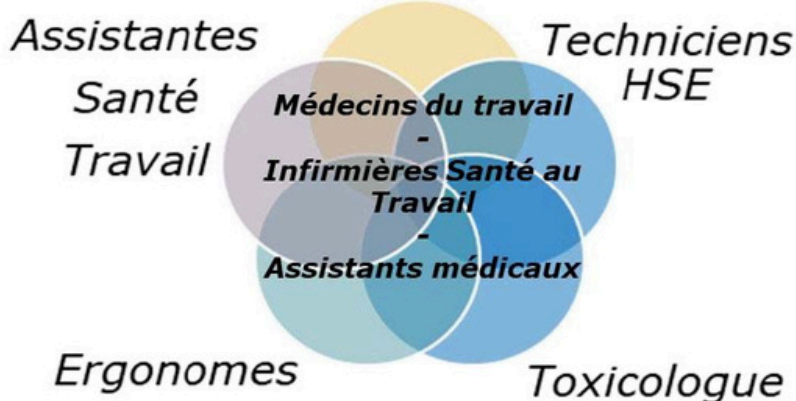 Assistantes
Santé
Travail
Techniciens
HSE
Médecins du travail
-
Infirmières Santé au
Travail
-
Assistants médicaux
Ergonomes
Toxicologue